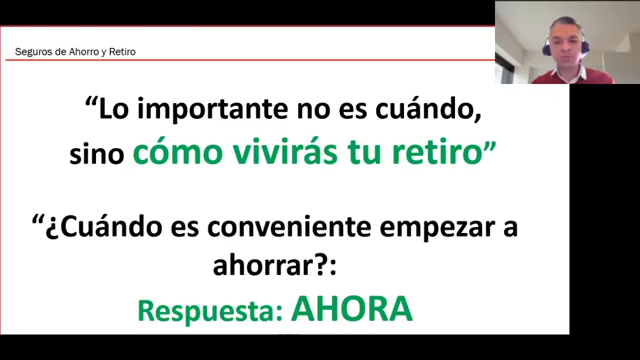 Seguros de Ahorro y Retiro
“Lo importante no es cuándo,
sino cómo vivirás tu retiro”
“¿Cuándo es conveniente empezar a
ahorrar?:
Respuesta: AHORA